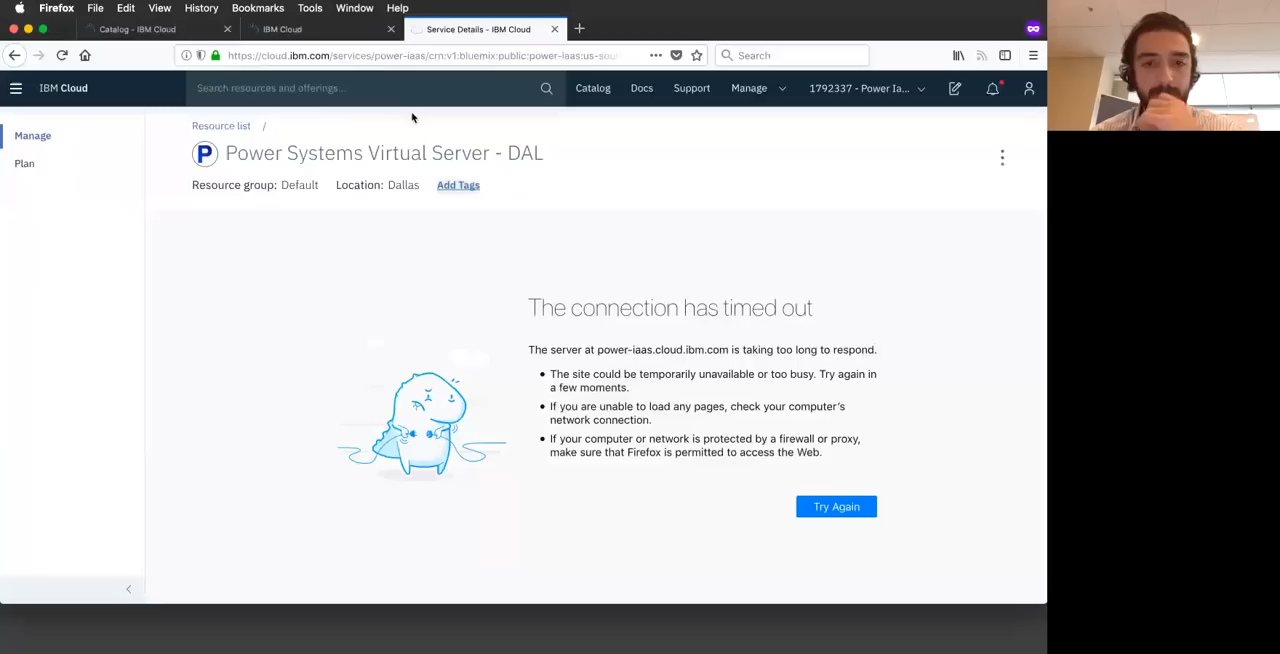 Firefox File Edit View History Bookmarks Tools Window Help
Catalog - IBM Cloud
IBM Cloud
Service Details - IBM Cloud
https://cloud.ibm.com/services/power-iaas/crn:v1:bluemix:public:power-iaas:us-sou
Search
IBM Cloud
Search resources and offerings...
Catalog Docs Support Manage 1792337 - Power Ia...
Manage
Plan
Resource list /
P Power Systems Virtual Server - DAL
Resource group: Default Location: Dallas Add Tags
The connection has timed out
The server at power-iaas.cloud.ibm.com is taking too long to respond.
• The site could be temporarily unavailable or too busy. Try again in
a few moments.
• If you are unable to load any pages, check your computer's
network connection.
• If your computer or network is protected by a firewall or proxy,
make sure that Firefox is permitted to access the Web.
Try Again